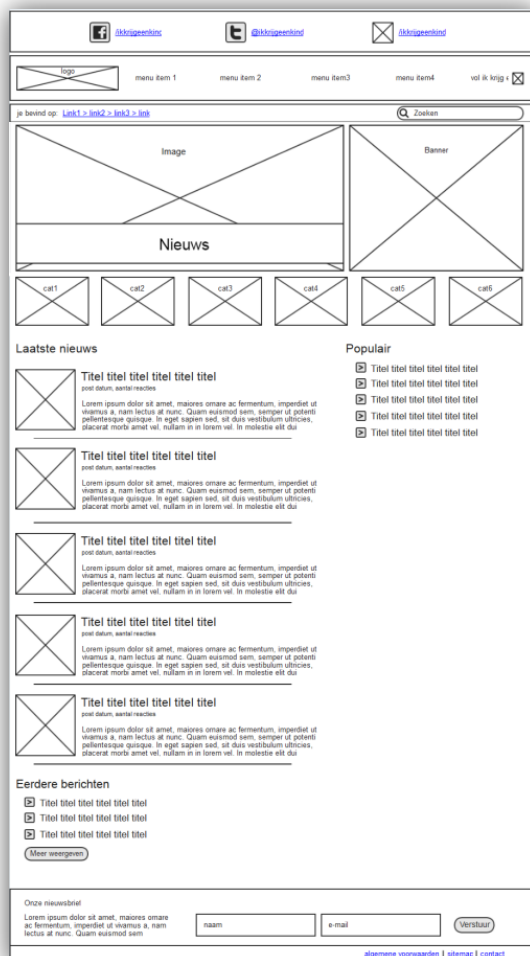 /ikkrijgeenkind
@ikkrijgeenkind
/ikkrijgeenkind
logo
menu item 1
menu item 2
menu item3
menu item4
vol ik krijg
je bevind op: Link1 > link2 > link3 > link
Zoeken
Image
Banner
Nieuws
cat1
cat2
cat3
cat4
cat5
cat6
Laatste nieuws
Populair
Titel titel titel titel titel titel
Titel titel titel titel titel titel
Titel titel titel titel titel titel
Titel titel titel titel titel titel
Titel titel titel titel titel titel
Titel titel titel titel titel titel
post datum, aantal reacties
Lorem ipsum dolor sit amet, maiores ornare ac fermentum, imperdiet ut
vivamus a, nam lectus at nunc. Quam euismod sem, semper ut potenti
pellentesque quisque. In eget sapien sed, sit duis vestibulum ultricies,
placerat morbi amet vel, nullam in in lorem vel. In molestie elit dui
Titel titel titel titel titel titel
post datum, aantal reacties
Lorem ipsum dolor sit amet, maiores ornare ac fermentum, imperdiet ut
vivamus a, nam lectus at nunc. Quam euismod sem, semper ut potenti
pellentesque quisque. In eget sapien sed, sit duis vestibulum ultricies,
placerat morbi amet vel, nullam in in lorem vel. In molestie elit dui
Titel titel titel titel titel titel
post datum, aantal reacties
Lorem ipsum dolor sit amet, maiores ornare ac fermentum, imperdiet ut
vivamus a, nam lectus at nunc. Quam euismod sem, semper ut potenti
pellentesque quisque. In eget sapien sed, sit duis vestibulum ultricies,
placerat morbi amet vel, nullam in in lorem vel. In molestie elit dui
Titel titel titel titel titel titel
post datum, aantal reacties
Lorem ipsum dolor sit amet, maiores ornare ac fermentum, imperdiet ut
vivamus a, nam lectus at nunc. Quam euismod sem, semper ut potenti
pellentesque quisque. In eget sapien sed, sit duis vestibulum ultricies,
placerat morbi amet vel, nullam in in lorem vel. In molestie elit dui
Titel titel titel titel titel titel
post datum, aantal reacties
Lorem ipsum dolor sit amet, maiores ornare ac fermentum, imperdiet ut
vivamus a, nam lectus at nunc. Quam euismod sem, semper ut potenti
pellentesque quisque. In eget sapien sed, sit duis vestibulum ultricies,
placerat morbi amet vel, nullam in in lorem vel. In molestie elit dui
Eerdere berichten
Titel titel titel titel titel titel
Titel titel titel titel titel titel
Titel titel titel titel titel titel
Meer weergeven
Onze nieuwsbrief
Lorem ipsum dolor sit amet, maiores ornare
ac fermentum, imperdiet ut vivamus a, nam
lectus at nunc. Quam euismod sem
naam
e-mail
Verstuur
algemene voorwaarden | sitemap | contact